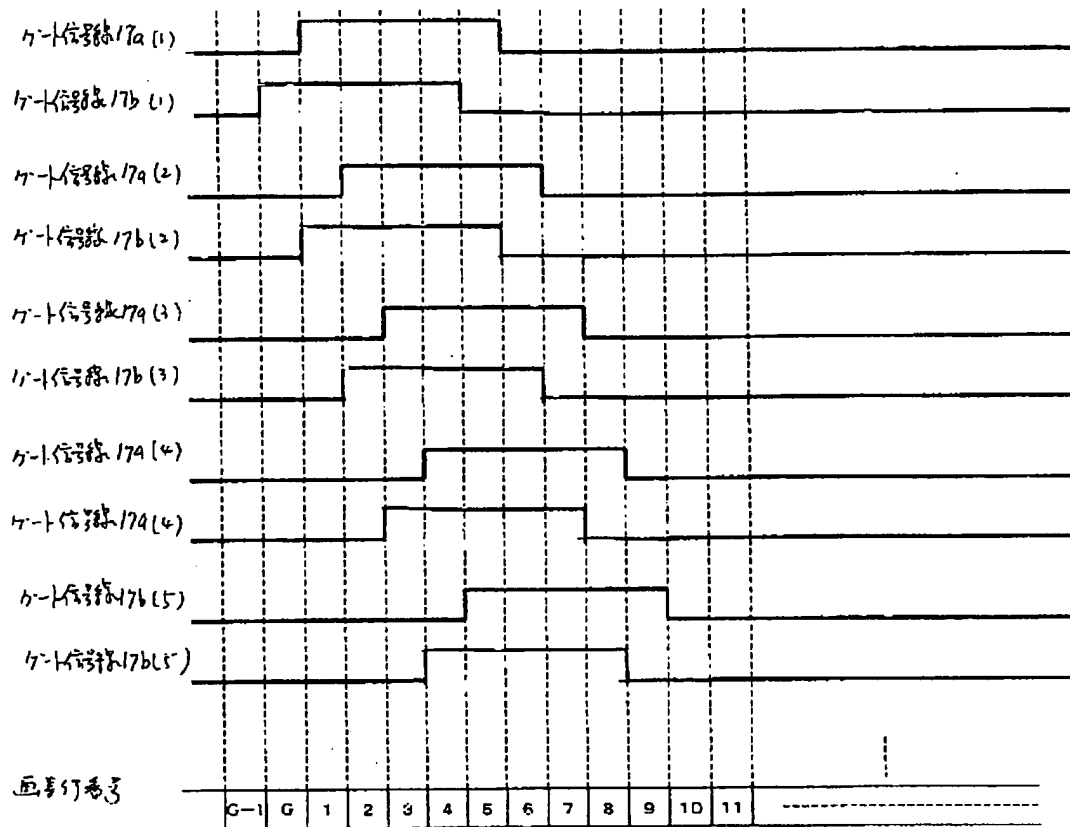 ゲート信号線17a(1)
ゲート信号線17b(1)
ゲート信号線17a(2)
ゲート信号線17b(2)
ゲート信号線17a(3)
ゲート信号線17b(3)
ゲート信号線17a(4)
ゲート信号線17a(4)
ゲート信号線17b(5)
ゲート信号線17b(5)
画素行番号
G-1 G 1 2 3 4 5 6 7 8 9 10 11